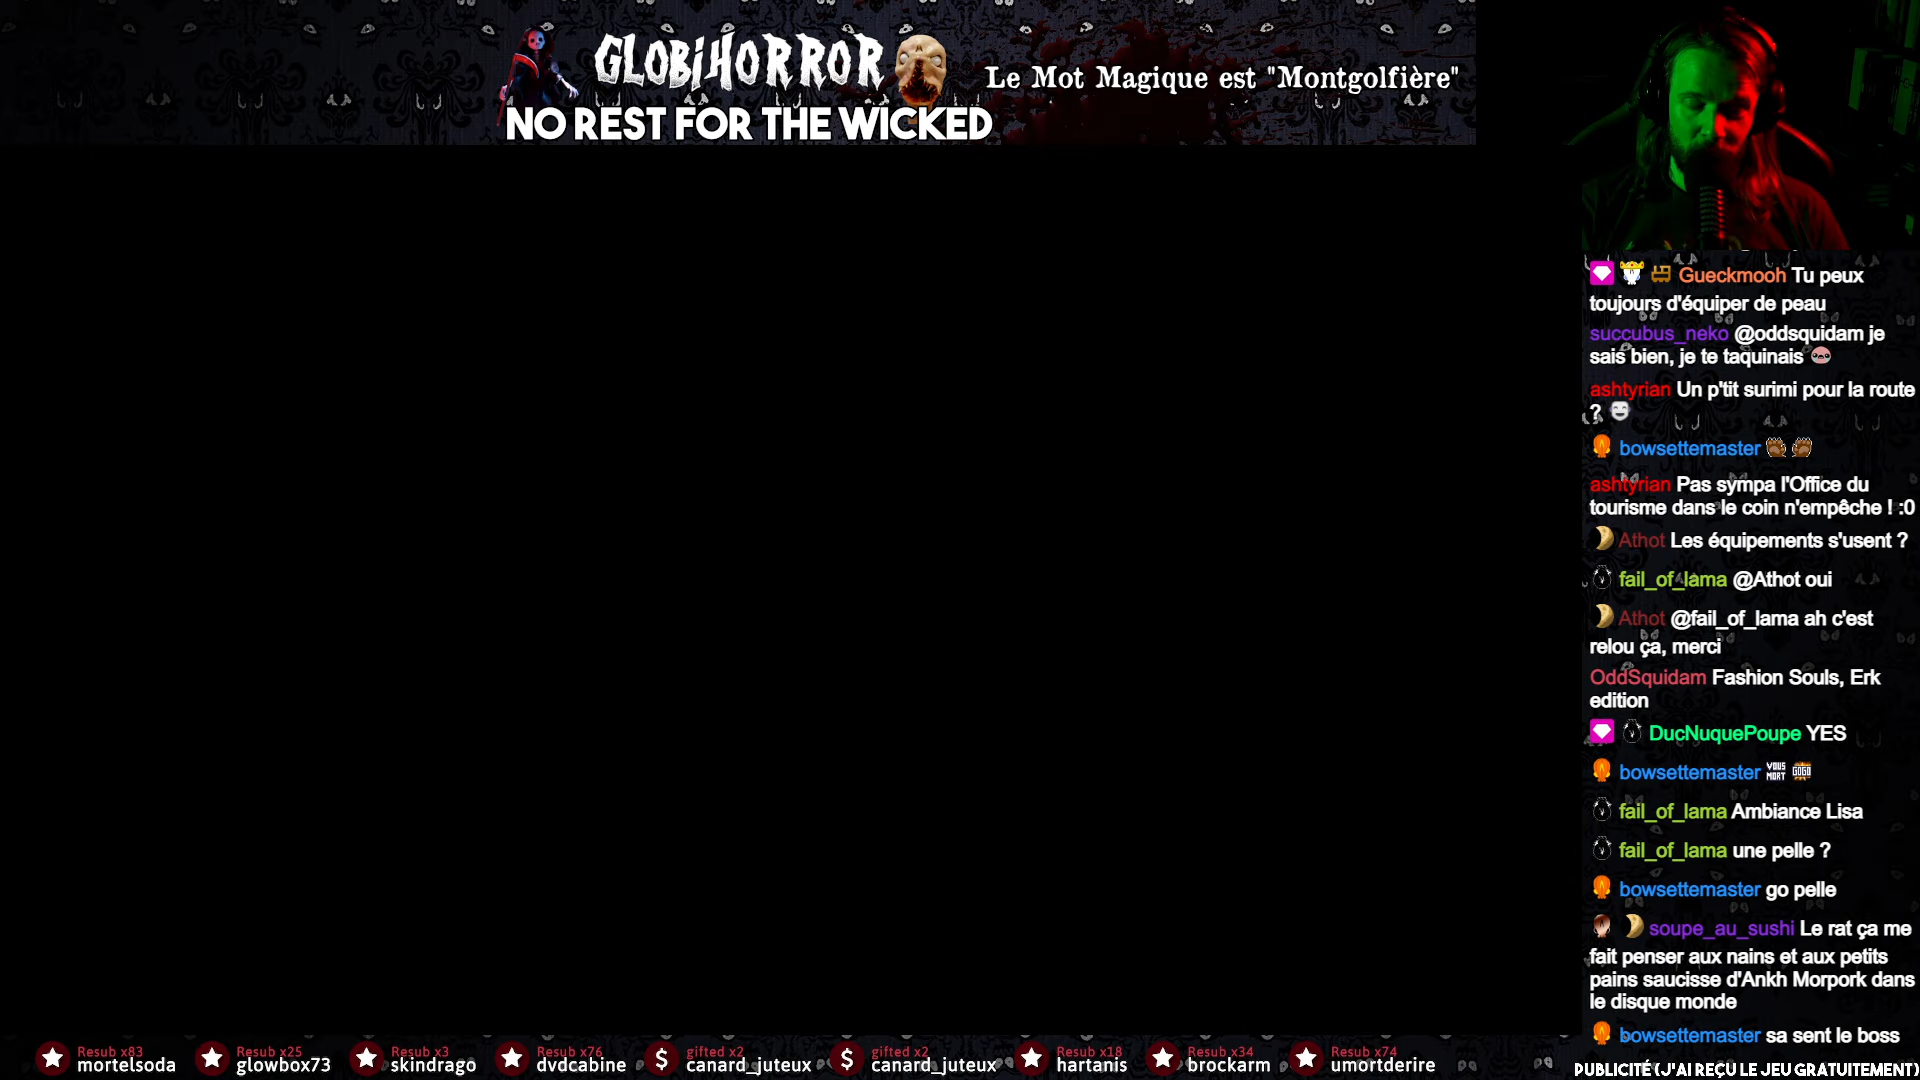 GLOBIHORROR
NO REST FOR THE WICKED
Le Mot Magique est "Montgolfière"
Gueckmooh Tu peux
toujours d'équiper de peau
succubus_neko @oddsquidam je
sais bien, je te taquinais
ashtyrian Un p'tit surimi pour la route
?
bowsettemaster
ashtyrian Pas sympa l'Office du
tourisme dans le coin n'empêche ! :0
Athot Les équipements s'usent ?
fail_of_lama @Athot oui
Athot @fail_of_lama ah c'est
relou ça, merci
OddSquidam Fashion Souls, Erk
edition
DucNuquePoupe YES
bowsettemaster VOUS MORT GOGO
fail_of_lama Ambiance Lisa
fail_of_lama une pelle ?
bowsettemaster go pelle
soupe_au_sushi Le rat ça me
fait penser aux nains et aux petits
pains saucisse d'Ankh Morpork dans
le disque monde
bowsettemaster sa sent le boss
Resub x83
mortelsoda
Resub x25
glowbox73
Resub x3
skindrago
Resub x76
dvdcabine
gifted x2
canard_juteux
gifted x2
canard_juteux
Resub x18
hartanis
Resub x34
brockarm
Resub x74
umortderire
PUBLICITÉ (J'AI REÇU LE JEU GRATUITEMENT)